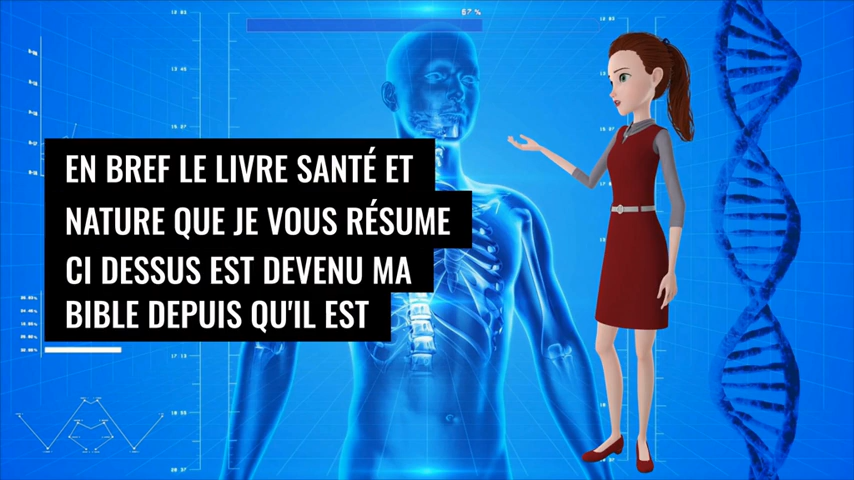 67 %
EN BREF LE LIVRE SANTÉ ET
NATURE QUE JE VOUS RÉSUME
CI DESSUS EST DEVENU MA
BIBLE DEPUIS QU'IL EST